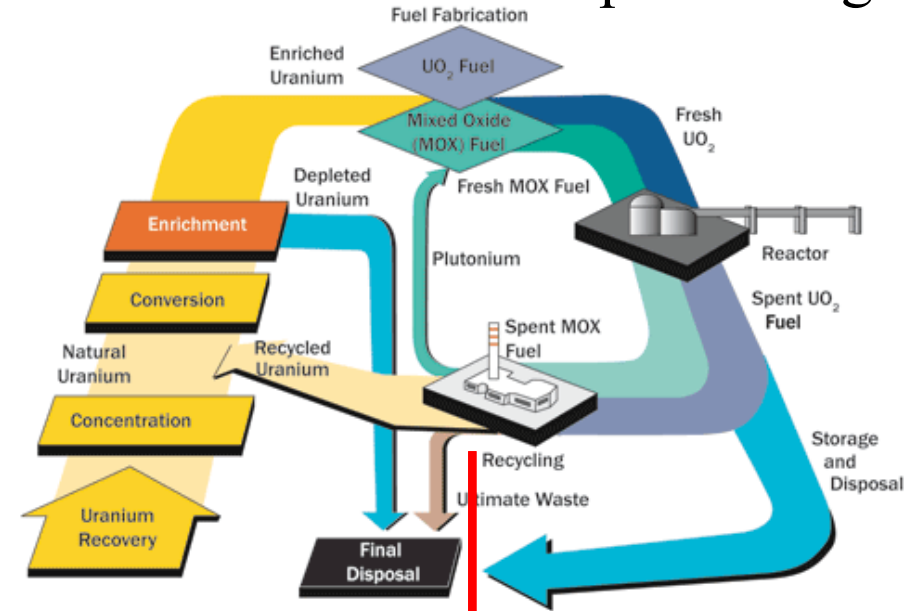 Fuel Fabrication
Enriched
Uranium
UO₂ Fuel
Mixed Oxide
(MOX) Fuel
Fresh
UO₂
Depleted
Uranium
Fresh MOX Fuel
Enrichment
Plutonium
Reactor
Conversion
Spent UO₂
Fuel
Spent MOX
Fuel
Natural
Uranium
Recycled
Uranium
Concentration
Storage
and
Disposal
Recycling
Ultimate Waste
Uranium
Recovery
Final
Disposal